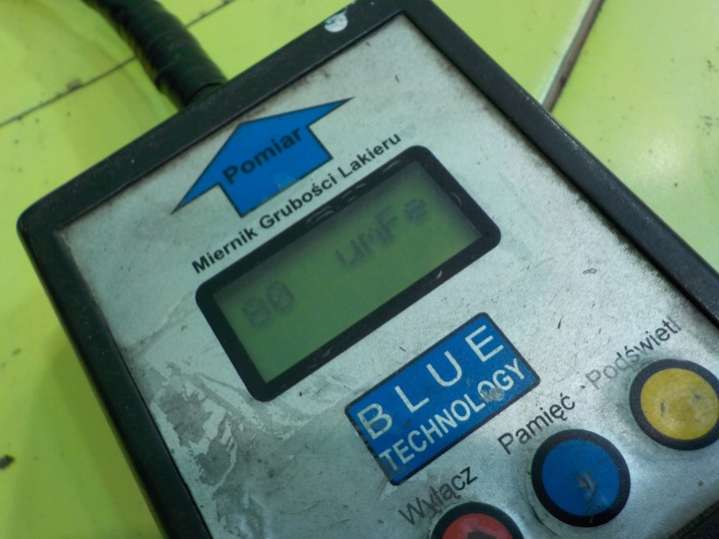 Pomiar
Miernik Grubości Lakieru
80 umFe
BLUE
TECHNOLOGY
Wyłącz
Pamięć
Podświetl